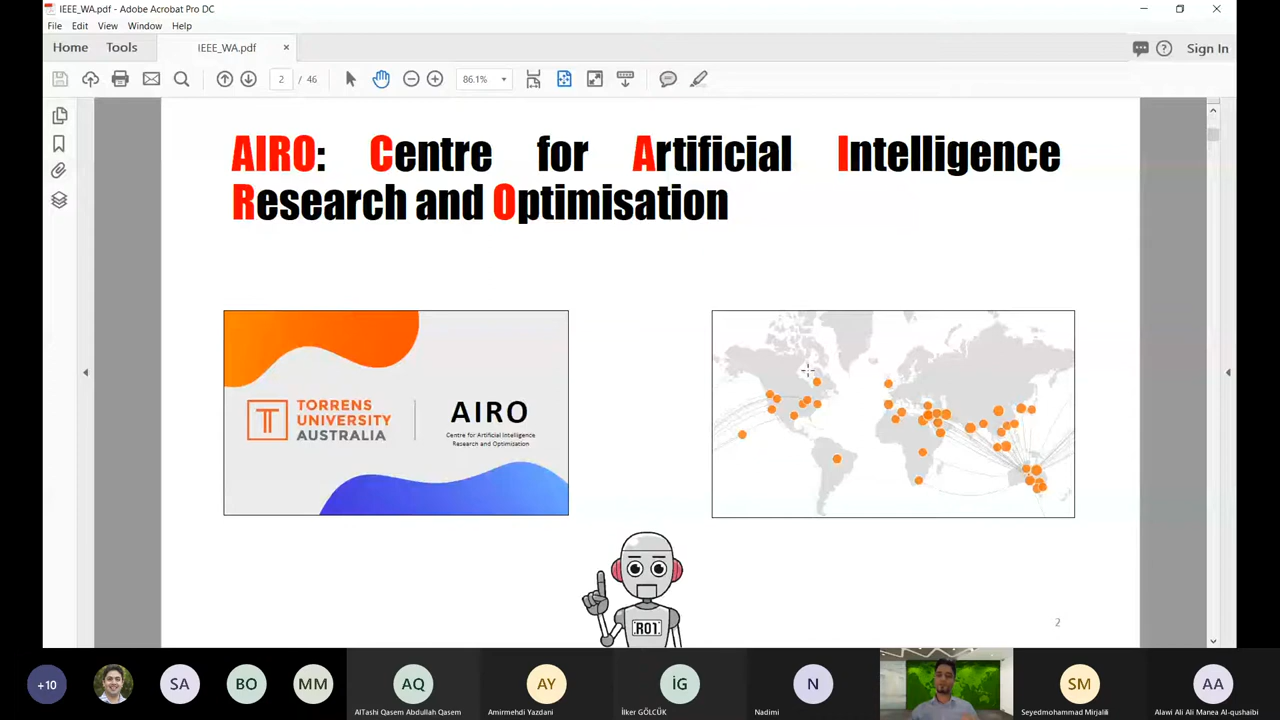 IEEE_WA.pdf - Adobe Acrobat Pro DC
File Edit View Window Help
Home Tools IEEE_WA.pdf × Sign In
2 / 46 86.1%
AIRO: Centre for Artificial Intelligence
Research and Optimisation
TORRENS
UNIVERSITY
AUSTRALIA
AIRO
Centre for Artificial Intelligence
Research and Optimization
R01
2
+10 SA BO MM AQ AY İG N SM AA
AlTashi Qasem Abdullah Qasem Amirmehdi Yazdani İlker GÖLCÜK Nadimi Seyedmohammad Mirjalili Alawi Ali Ali Manea Al-qushaibi